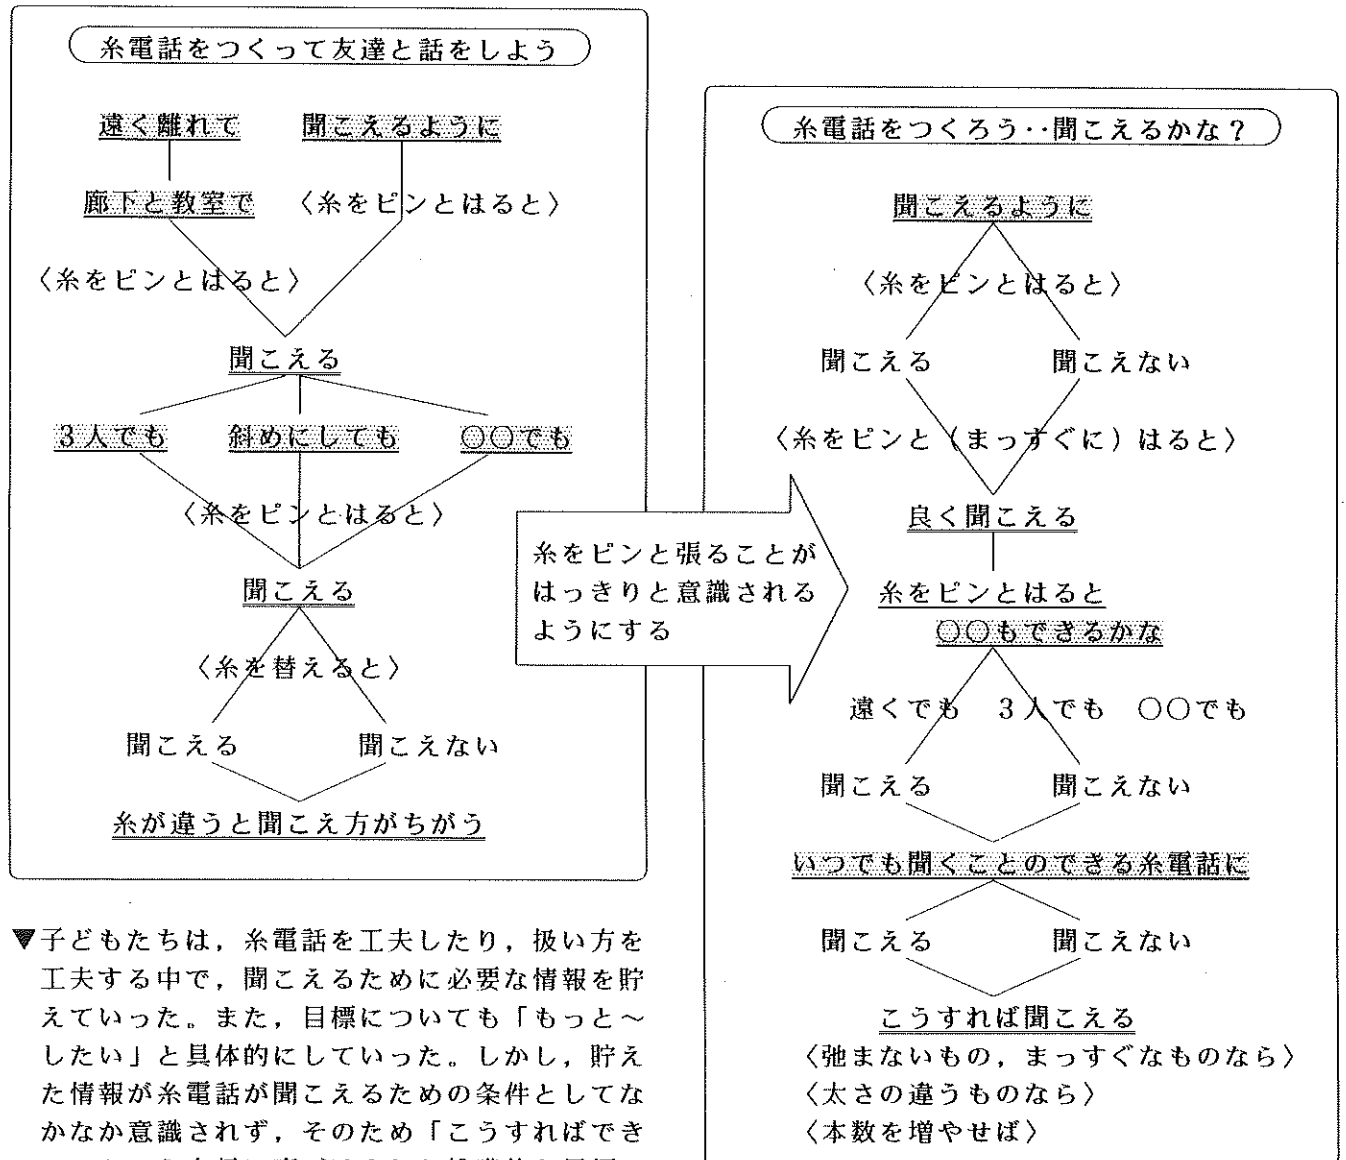 糸電話をつくって友達と話をしよう
遠く離れて　聞こえるように
廊下と教室で　〈糸をピンとはると〉
〈糸をピンとはると〉
聞こえる
3人でも　斜めにしても　○○でも
〈糸をピンとはると〉
聞こえる
〈糸を替えると〉
聞こえる　聞こえない
糸が違うと聞こえ方がちがう
▼子どもたちは，糸電話を工夫したり，扱い方を
工夫する中で，聞こえるために必要な情報を貯
えていった。また，目標についても「もっと～
したい」と具体的にしていった。しかし，貯え
た情報が糸電話が聞こえるための条件としてな
かなか意識されず，そのため「こうすればでき
糸をピンと張ることが
はっきりと意識される
ようにする
糸電話をつくろう‥聞こえるかな？
聞こえるように
〈糸をピンとはると〉
聞こえる　聞こえない
〈糸をピンと（まっすぐに）はると〉
良く聞こえる
糸をピンとはると
○○もできるかな
遠くでも　3人でも　○○でも
聞こえる　聞こえない
いつでも聞くことのできる糸電話に
聞こえる　聞こえない
こうすれば聞こえる
〈弛まないもの，まっすぐなものなら〉
〈太さの違うものなら〉
〈本数を増やせば〉